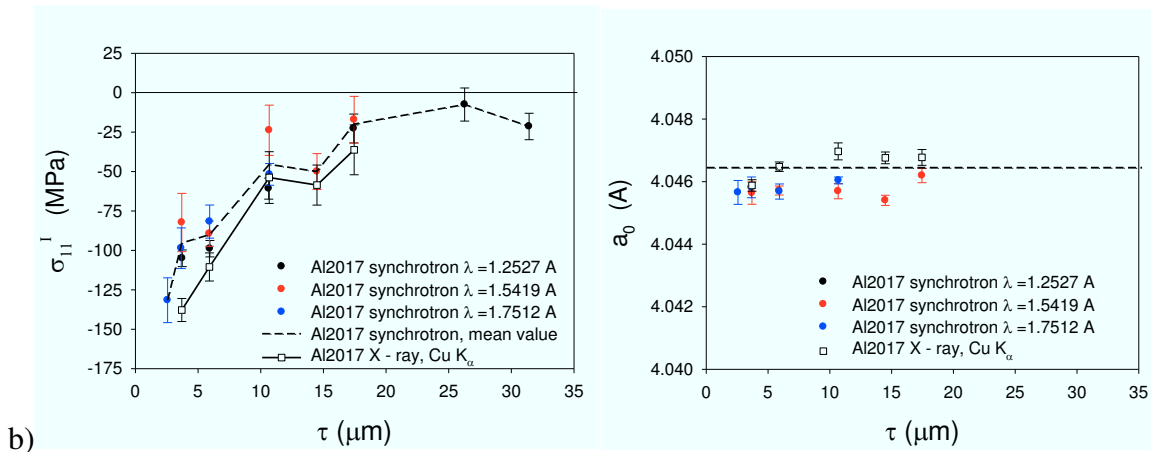 25
0
-25
-50
-75
-100
-125
-150
-175
σ₁₁ᴵ (MPa)
0 5 10 15 20 25 30 35
τ (μm)
Al2017 synchrotron λ =1.2527 A
Al2017 synchrotron λ =1.5419 A
Al2017 synchrotron λ =1.7512 A
Al2017 synchrotron, mean value
Al2017 X - ray, Cu Kα
b)
4.050
4.048
4.046
4.044
4.042
4.040
a₀ (A)
0 5 10 15 20 25 30 35
τ (μm)
Al2017 synchrotron λ =1.2527 A
Al2017 synchrotron λ =1.5419 A
Al2017 synchrotron λ =1.7512 A
Al2017 X - ray, Cu Kα